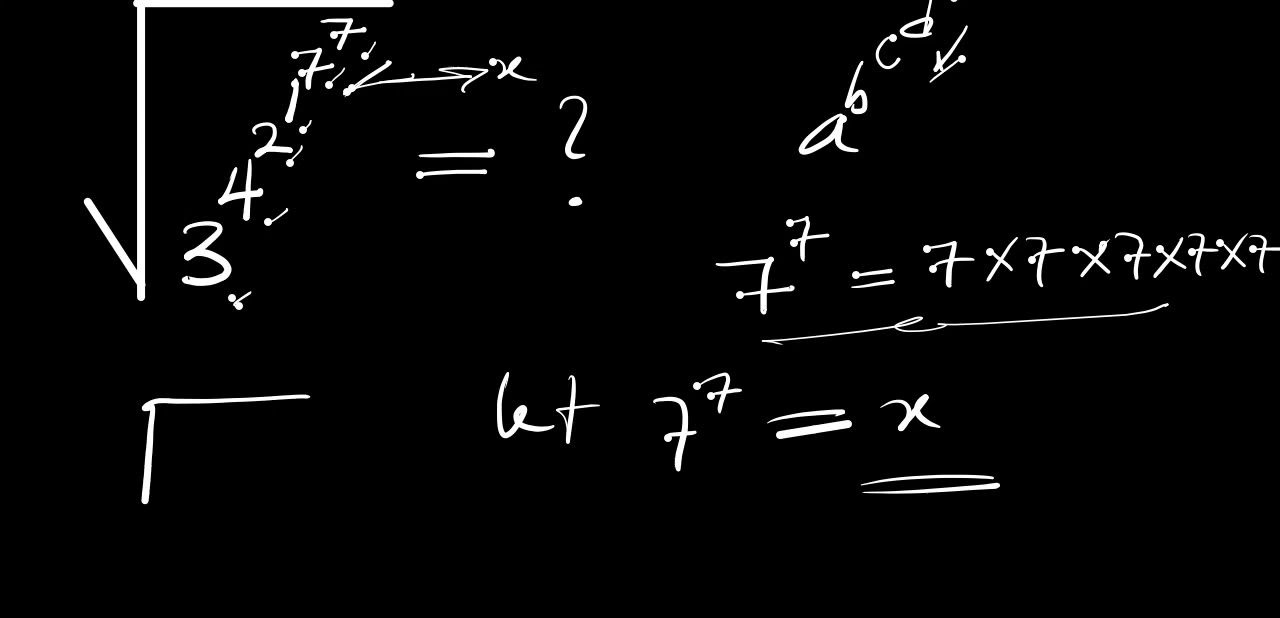 √(3^4^2^1^7^7) = ?
→ x
a^b^c^d
7^7 = 7×7×7×7×7
let 7^7 = x